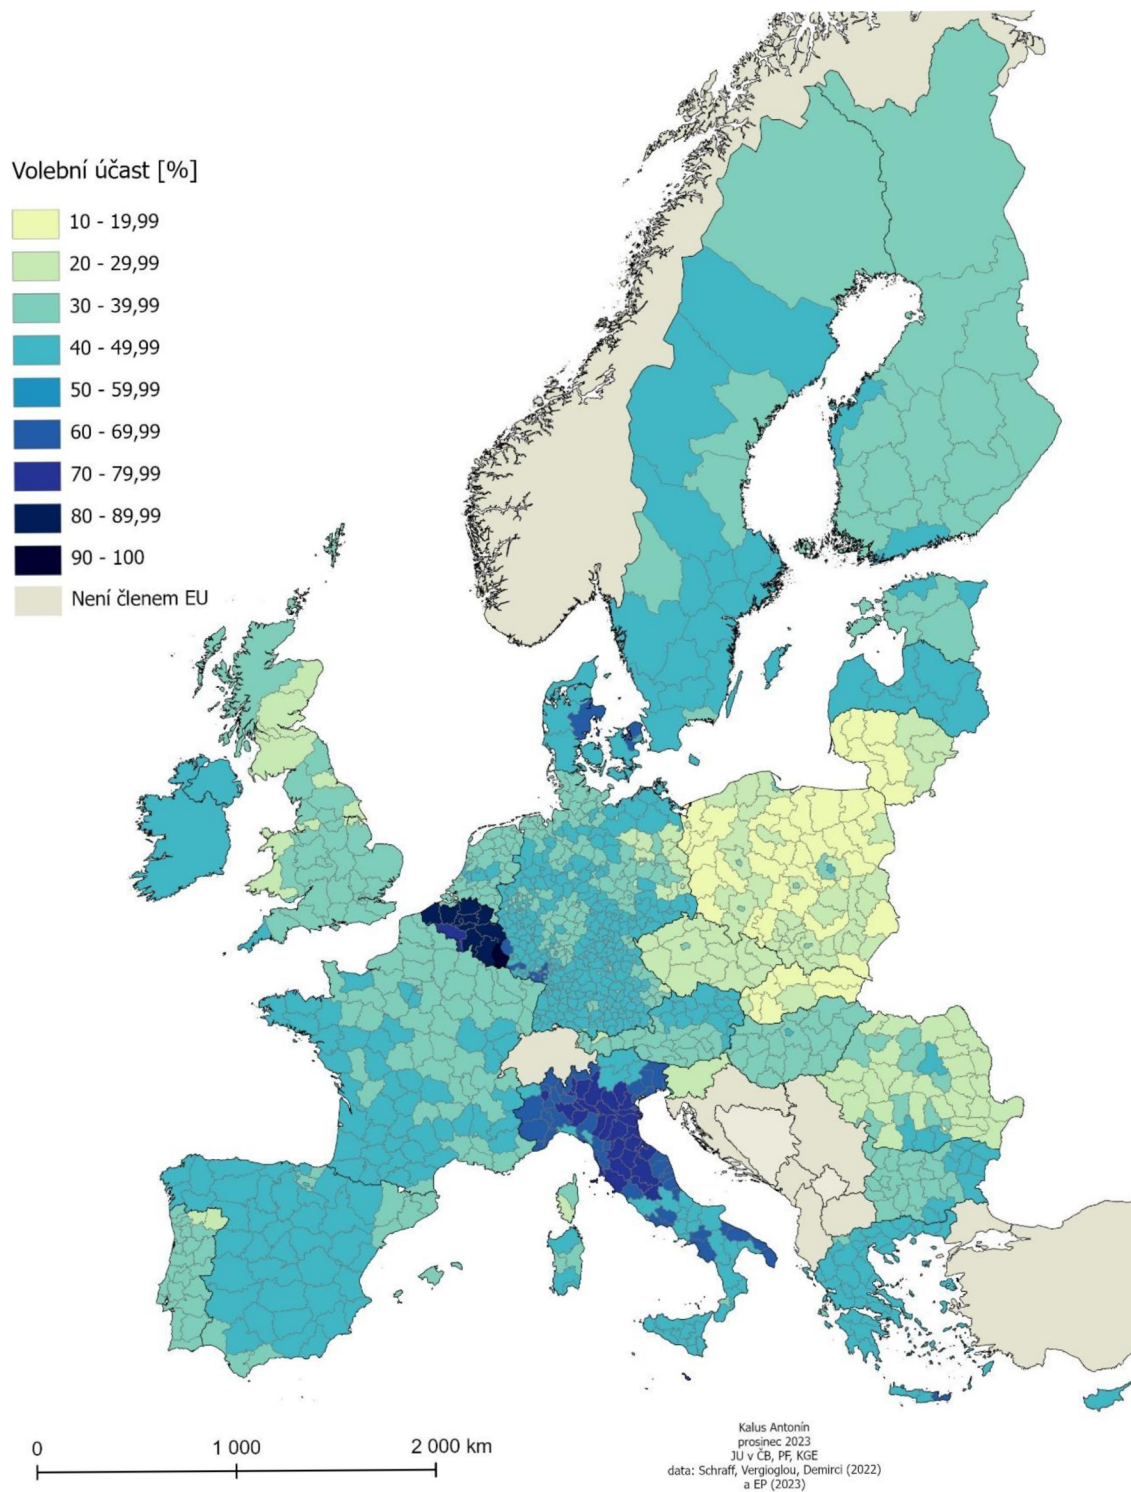 Volební účast [%]
10 - 19,99
20 - 29,99
30 - 39,99
40 - 49,99
50 - 59,99
60 - 69,99
70 - 79,99
80 - 89,99
90 - 100
Není členem EU
0 1 000 2 000 km
Kalus Antonín
prosinec 2023
JU v ČB, PF, KGE
data: Schraff, Vergioglou, Demirci (2022)
a EP (2023)